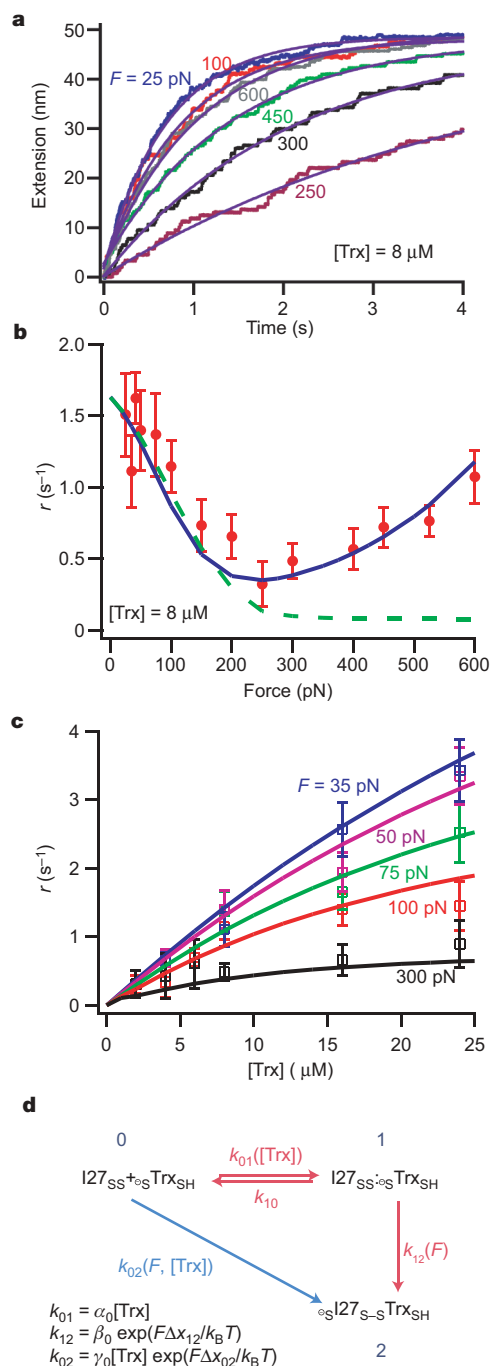 a
50
40
30
20
10
0
Extension (nm)
F = 25 pN
100
600
450
300
250
[Trx] = 8 μM
0 1 2 3 4
Time (s)
b
2.0
1.5
1.0
0.5
0
r (s⁻¹)
[Trx] = 8 μM
0 100 200 300 400 500 600
Force (pN)
c
4
3
2
1
0
r (s⁻¹)
F = 35 pN
50 pN
75 pN
100 pN
300 pN
0 5 10 15 20 25
[Trx] ( μM)
d
0 1
k₀₁([Trx])
I27SS+⊖STrxSH I27SS:⊖STrxSH
k₁₀
k₁₂(F)
k₀₂(F, [Trx])
⊖SI27S–STrxSH
2
k₀₁ = α₀[Trx]
k₁₂ = β₀ exp(FΔx₁₂/kBT)
k₀₂ = γ₀[Trx] exp(FΔx₀₂/kBT)